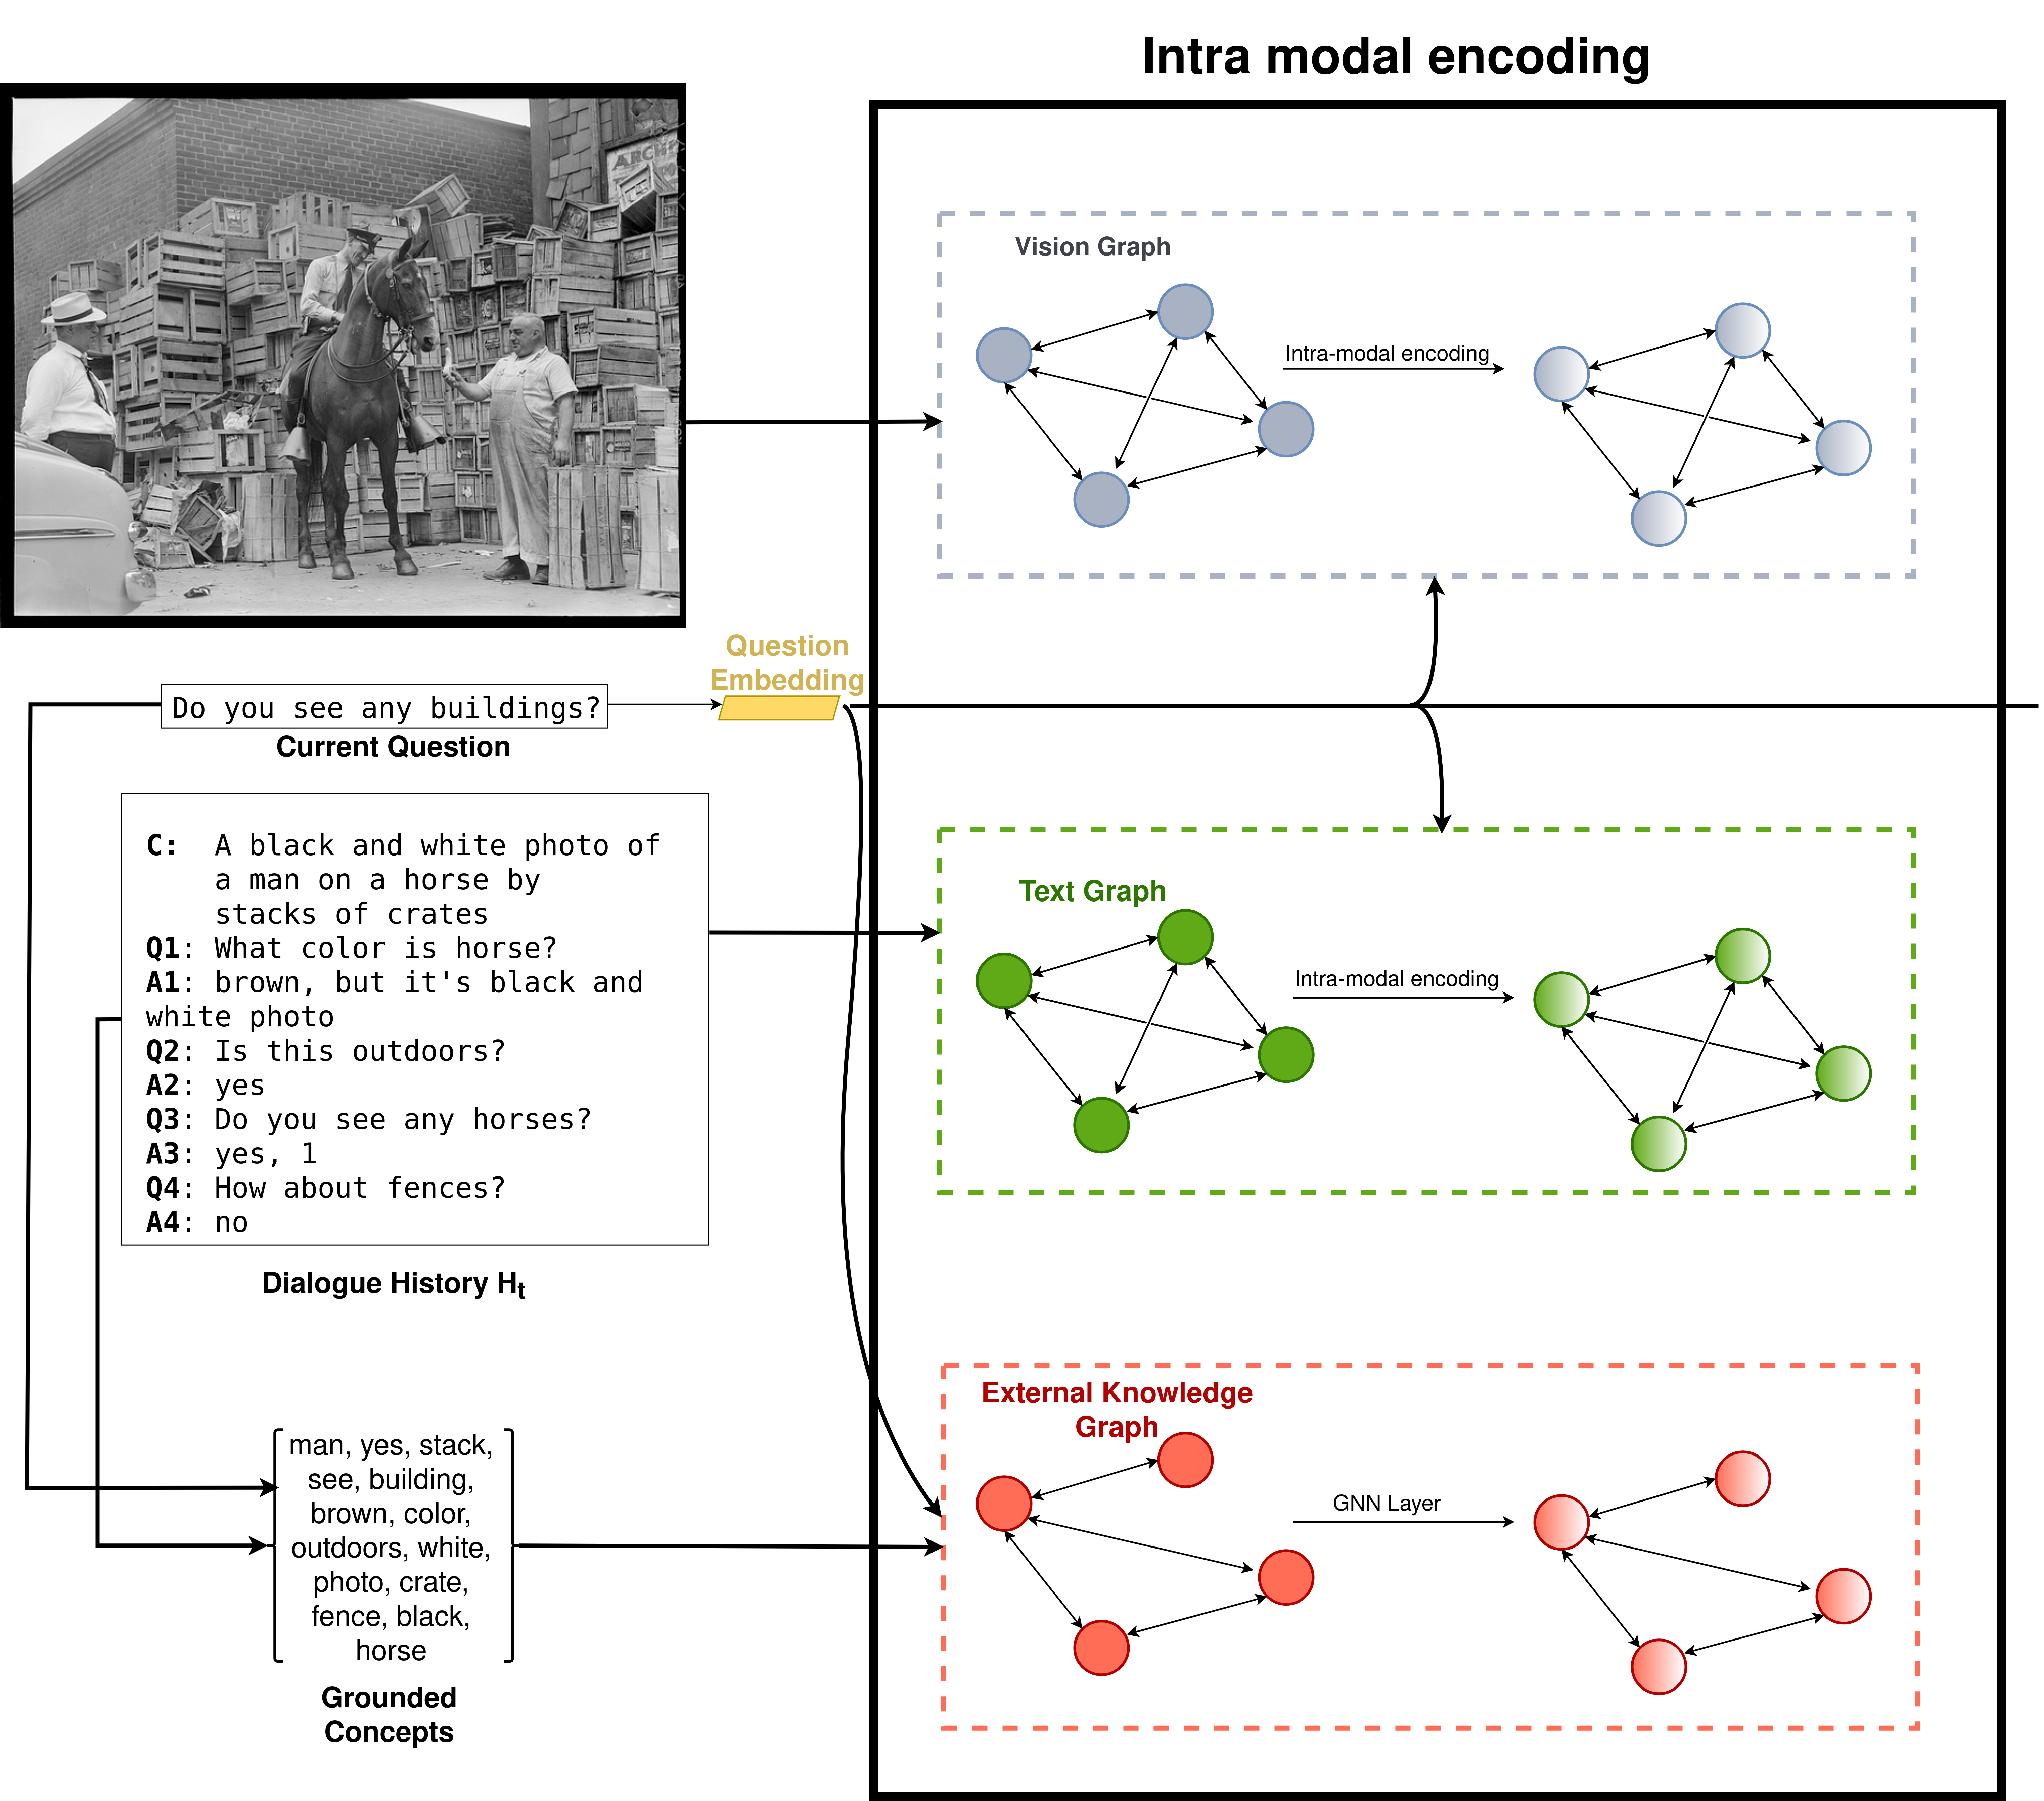 Intra modal encoding
ARCH
Vision Graph
Intra-modal encoding
Question
Embedding
Do you see any buildings?
Current Question
C: A black and white photo of
a man on a horse by
stacks of crates
Q1: What color is horse?
A1: brown, but it's black and
white photo
Q2: Is this outdoors?
A2: yes
Q3: Do you see any horses?
A3: yes, 1
Q4: How about fences?
A4: no
Dialogue History Ht
Text Graph
Intra-modal encoding
External Knowledge
Graph
GNN Layer
man, yes, stack,
see, building,
brown, color,
outdoors, white,
photo, crate,
fence, black,
horse
Grounded
Concepts